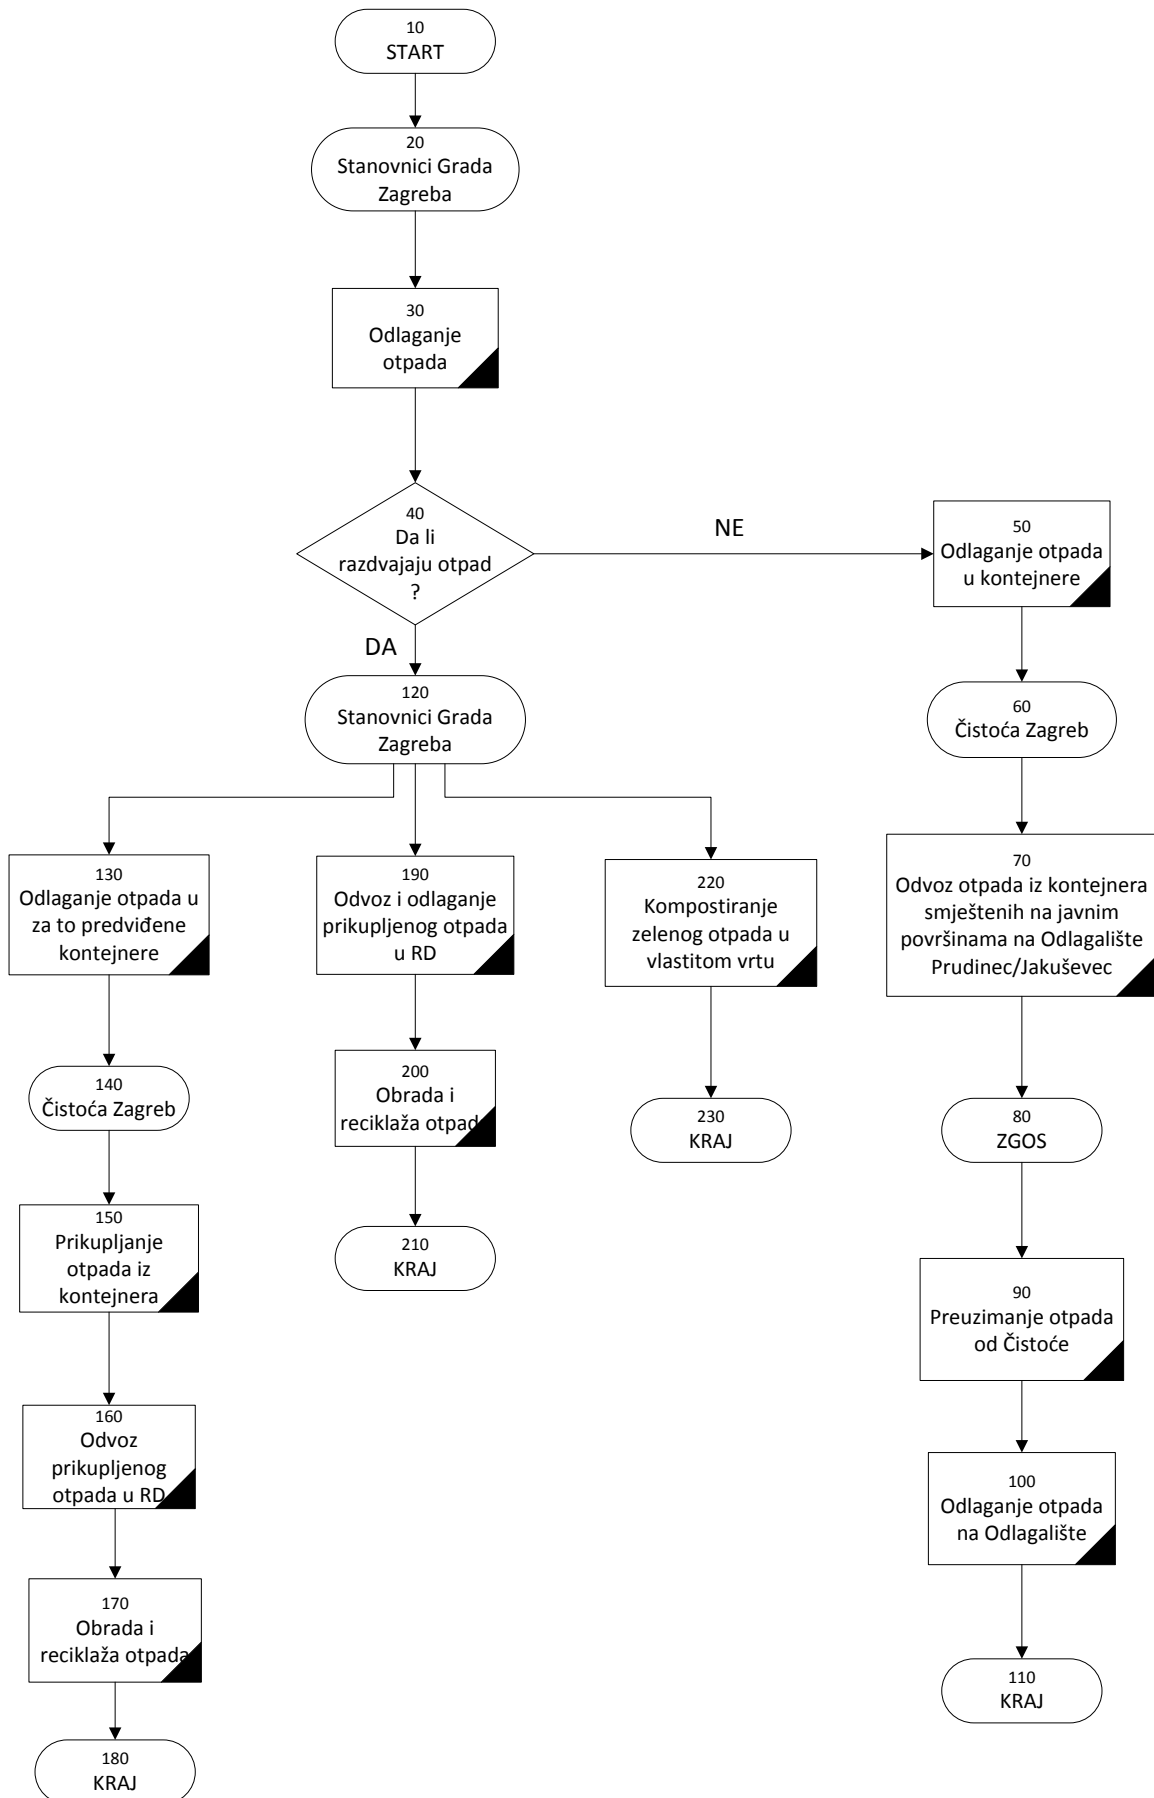 10
START
20
Stanovnici Grada
Zagreba
30
Odlaganje
otpada
40
Da li
razdvajaju otpad
?
NE
DA
50
Odlaganje otpada
u kontejnere
60
Čistoća Zagreb
70
Odvoz otpada iz kontejnera
smještenih na javnim
površinama na Odlagalište
Prudinec/Jakuševec
80
ZGOS
90
Preuzimanje otpada
od Čistoće
100
Odlaganje otpada
na Odlagalište
110
KRAJ
120
Stanovnici Grada
Zagreba
130
Odlaganje otpada u
za to predviđene
kontejnere
140
Čistoća Zagreb
150
Prikupljanje
otpada iz
kontejnera
160
Odvoz
prikupljenog
otpada u RD
170
Obrada i
reciklaža otpada
180
KRAJ
190
Odvoz i odlaganje
prikupljenog otpada
u RD
200
Obrada i
reciklaža otpada
210
KRAJ
220
Kompostiranje
zelenog otpada u
vlastitom vrtu
230
KRAJ